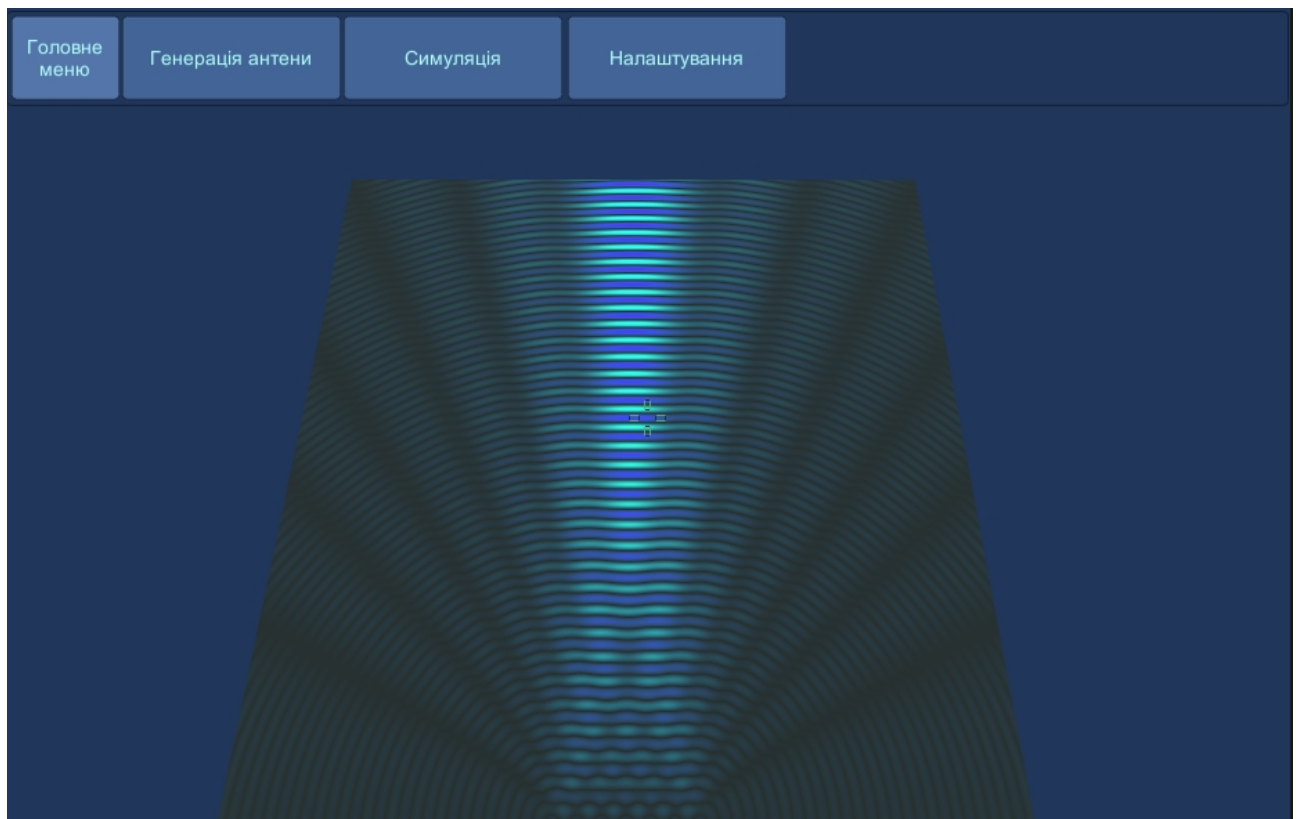 Головне
меню
Генерація антени
Симуляція
Налаштування